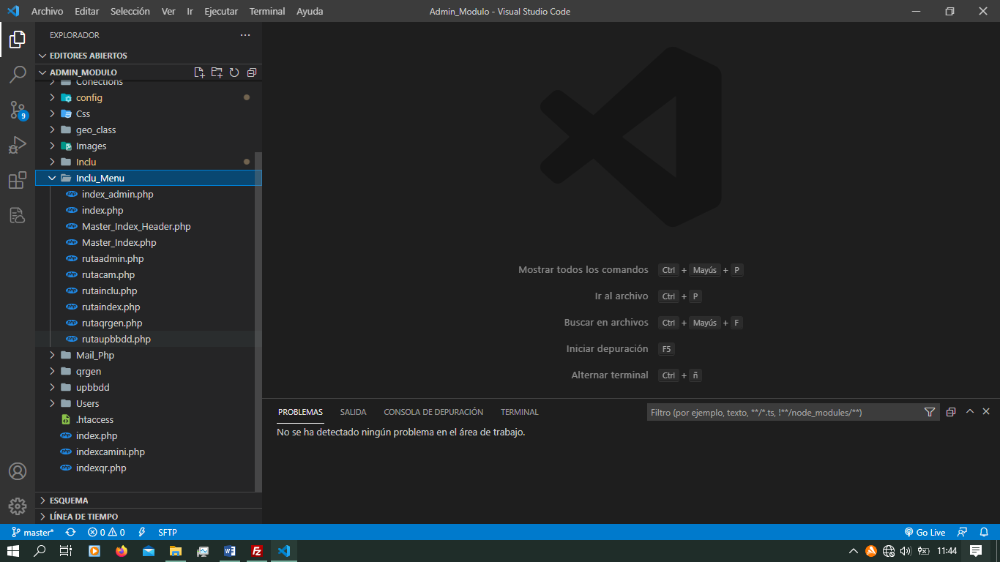 Archivo Editar Selección Ver Ir Ejecutar Terminal Ayuda
Admin_Modulo - Visual Studio Code
EXPLORADOR
EDITORES ABIERTOS
ADMIN_MODULO
Conections
config
Css
geo_class
Images
Inclu
Inclu_Menu
index_admin.php
index.php
Master_Index_Header.php
Master_Index.php
rutaadmin.php
rutacam.php
rutainclu.php
rutaindex.php
rutaqrgen.php
rutaupbbdd.php
Mail_Php
qrgen
upbbdd
Users
.htaccess
index.php
indexcamini.php
indexqr.php
ESQUEMA
LÍNEA DE TIEMPO
9
Mostrar todos los comandos Ctrl + Mayús + P
Ir al archivo Ctrl + P
Buscar en archivos Ctrl + Mayús + F
Iniciar depuración F5
Alternar terminal Ctrl + ñ
PROBLEMAS SALIDA CONSOLA DE DEPURACIÓN TERMINAL
Filtro (por ejemplo, texto, **/*.ts, !**/node_modules/**)
No se ha detectado ningún problema en el área de trabajo.
master* 0 0 SFTP
Go Live
11:44